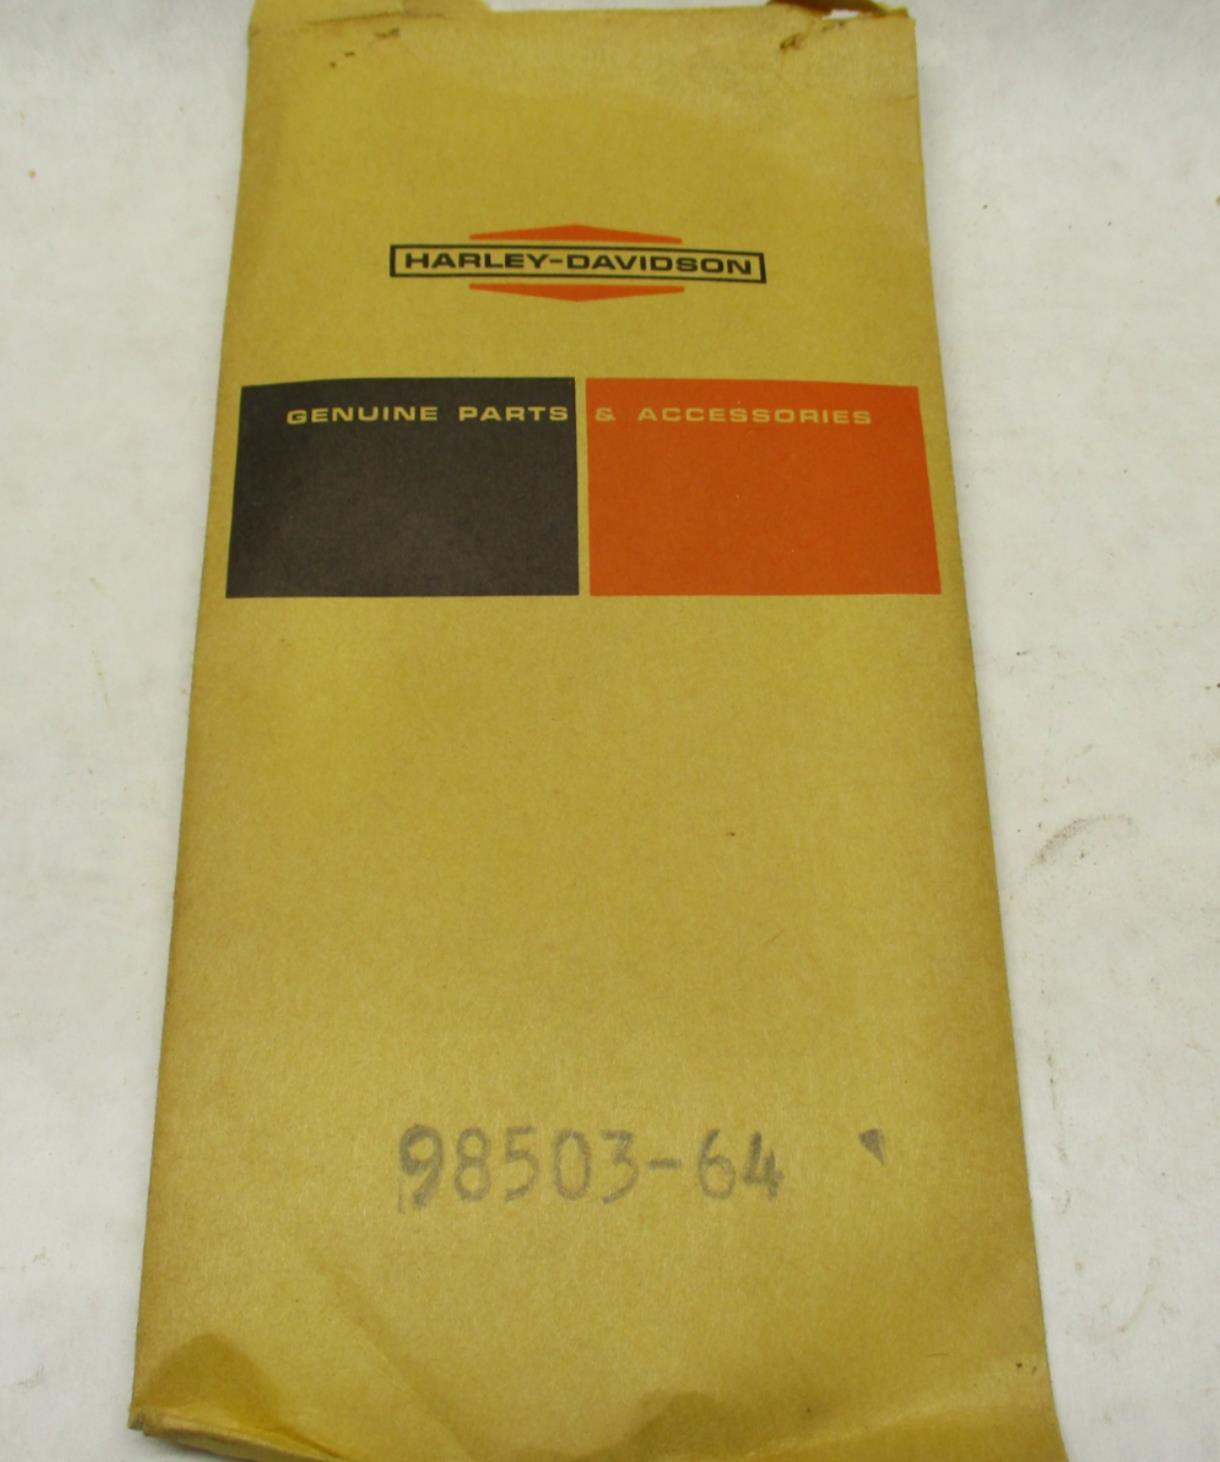 HARLEY-DAVIDSON
GENUINE PARTS & ACCESSORIES
98503-64